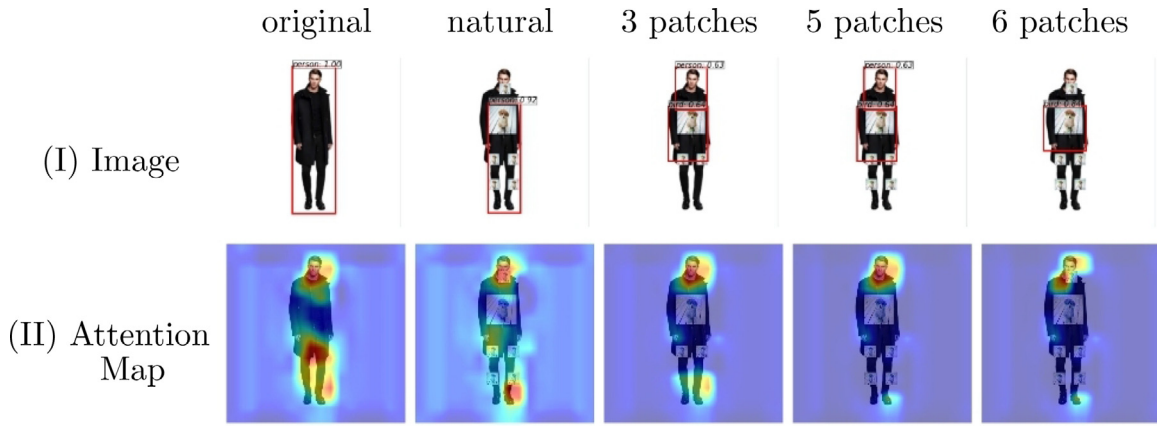 original natural 3 patches 5 patches 6 patches
person: 1.00
person: 0.92
person: 0.63
bird: 0.64
person: 0.63
bird: 0.64
bird: 0.64
(I) Image
(II) Attention
Map